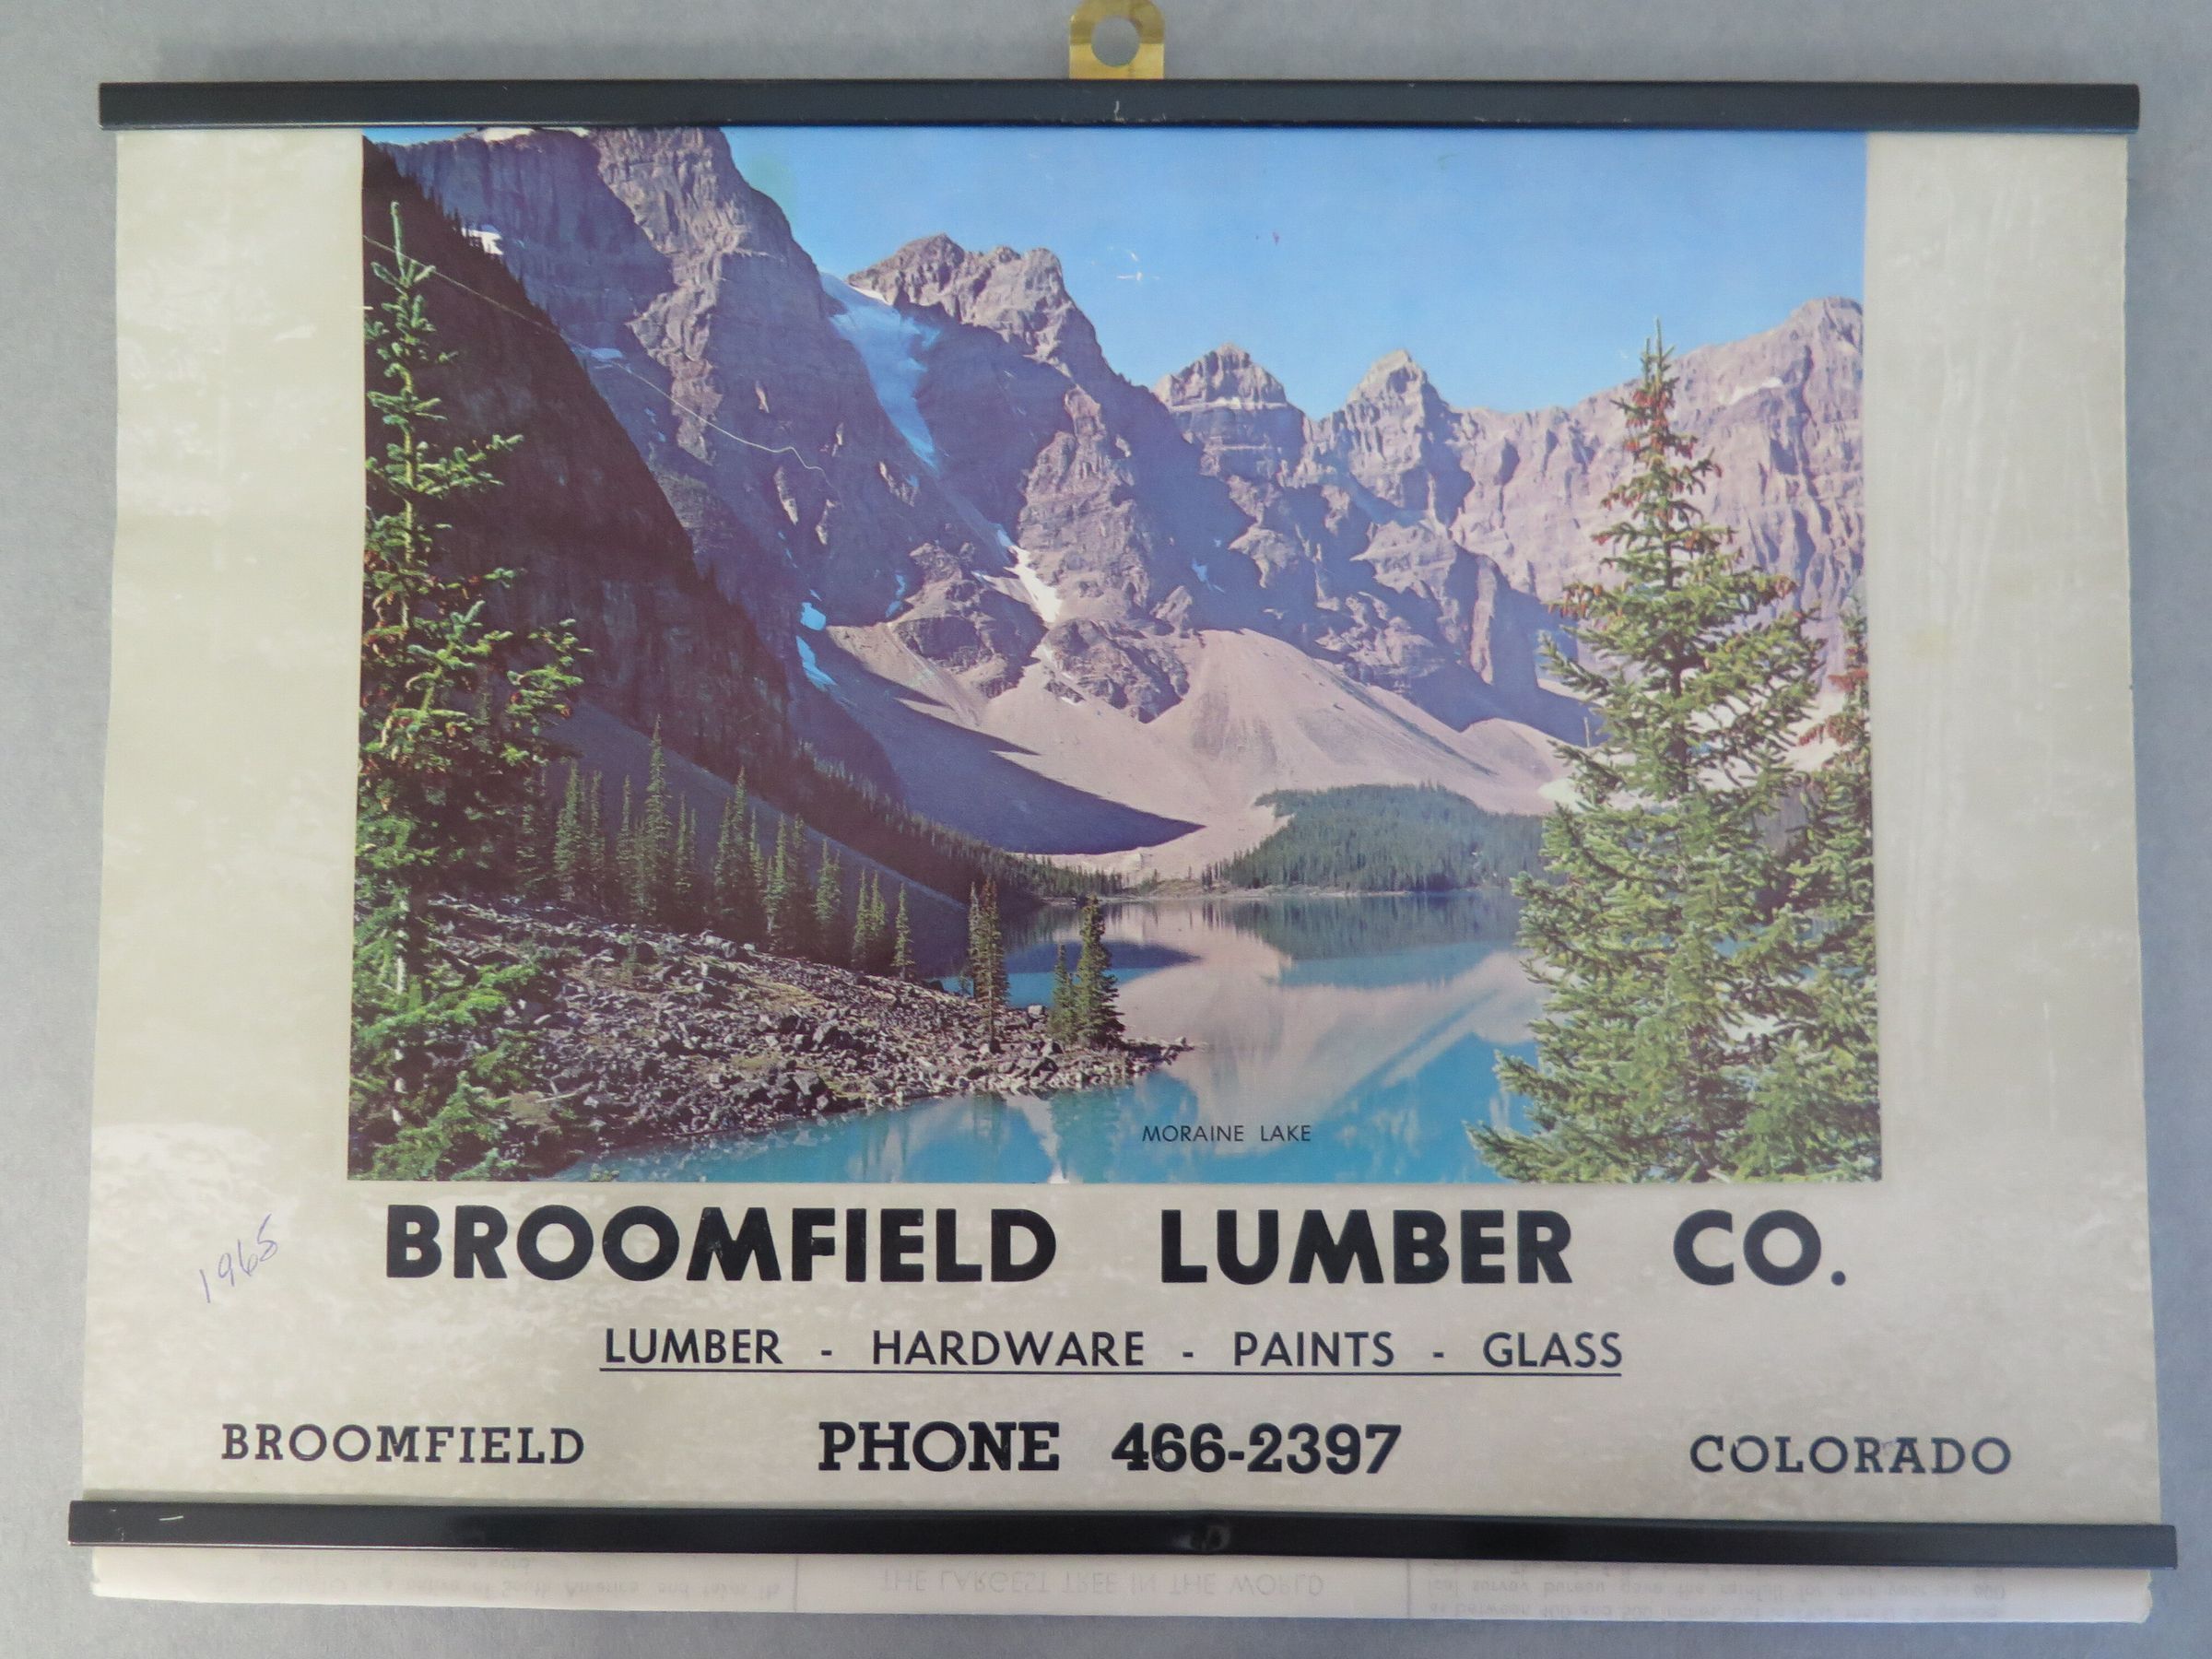 MORAINE LAKE
BROOMFIELD LUMBER CO.
1965
LUMBER - HARDWARE - PAINTS - GLASS
BROOMFIELD PHONE 466-2397 COLORADO
THE LARGEST TREE IN THE WORLD